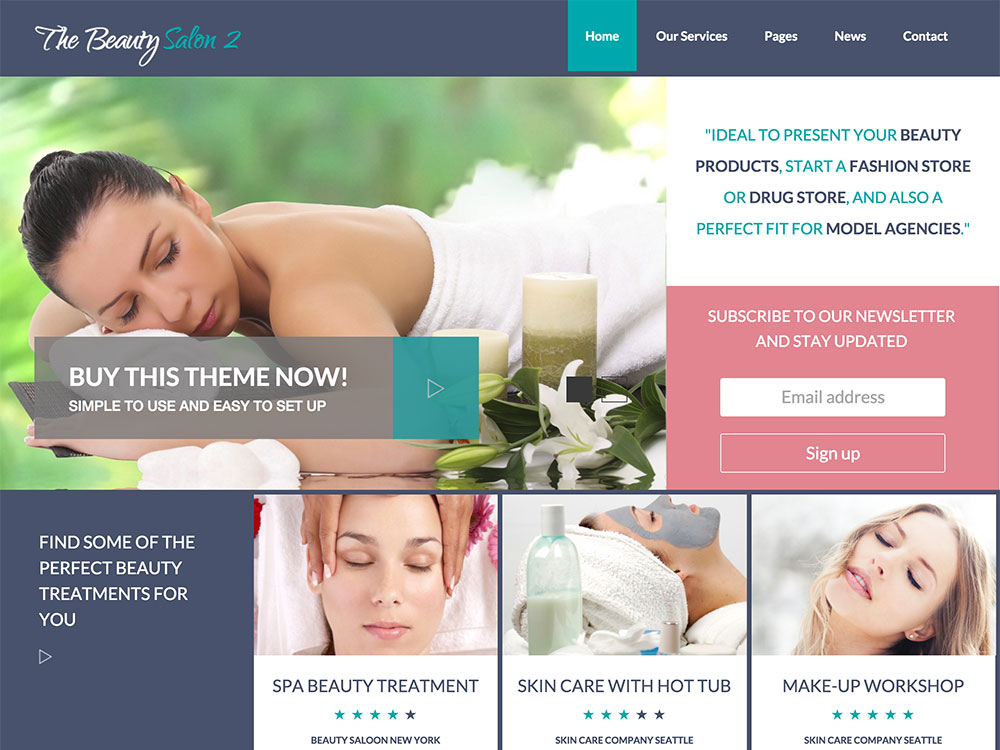 The Beauty Salon 2
Home Our Services Pages News Contact
"IDEAL TO PRESENT YOUR BEAUTY
PRODUCTS, START A FASHION STORE
OR DRUG STORE, AND ALSO A
PERFECT FIT FOR MODEL AGENCIES."
BUY THIS THEME NOW!
SIMPLE TO USE AND EASY TO SET UP
SUBSCRIBE TO OUR NEWSLETTER
AND STAY UPDATED
Email address
Sign up
FIND SOME OF THE
PERFECT BEAUTY
TREATMENTS FOR
YOU
SPA BEAUTY TREATMENT
BEAUTY SALOON NEW YORK
SKIN CARE WITH HOT TUB
SKIN CARE COMPANY SEATTLE
MAKE-UP WORKSHOP
SKIN CARE COMPANY SEATTLE